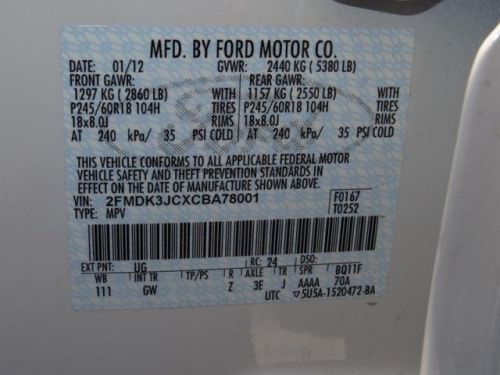 MFD. BY FORD MOTOR CO.
01/12 GVWR: 2440 KG ( 5380 LB)
FRONT GAWR: REAR GAWR:
1297 KG ( 2860 LB) WITH 1157 KG ( 2550 LB) WITH
P245/60R18 104H TIRES P245/60R18 104H TIRES
18x8.0J RIMS 18x8.0J RIMS
AT 240 kPa/ 35 PSI COLD AT 240 kPa/ 35 PSI COLD
THIS VEHICLE CONFORMS TO ALL APPLICABLE FEDERAL MOTOR
VEHICLE SAFETY AND THEFT PREVENTION STANDARDS IN
EFFECT ON THE DATE OF MANUFACTURE SHOWN ABOVE.
VIN: 2FMDK3JCXCBA78001 F0167
TYPE: MPV T0252
EXT PNT: UG RC: 24 DSO:
WB INT TR TP/PS R AXLE TR SPR BQ11F
111 GW Z 3E J AAAA 70A
UTC ▽5U5A-1520472-BA